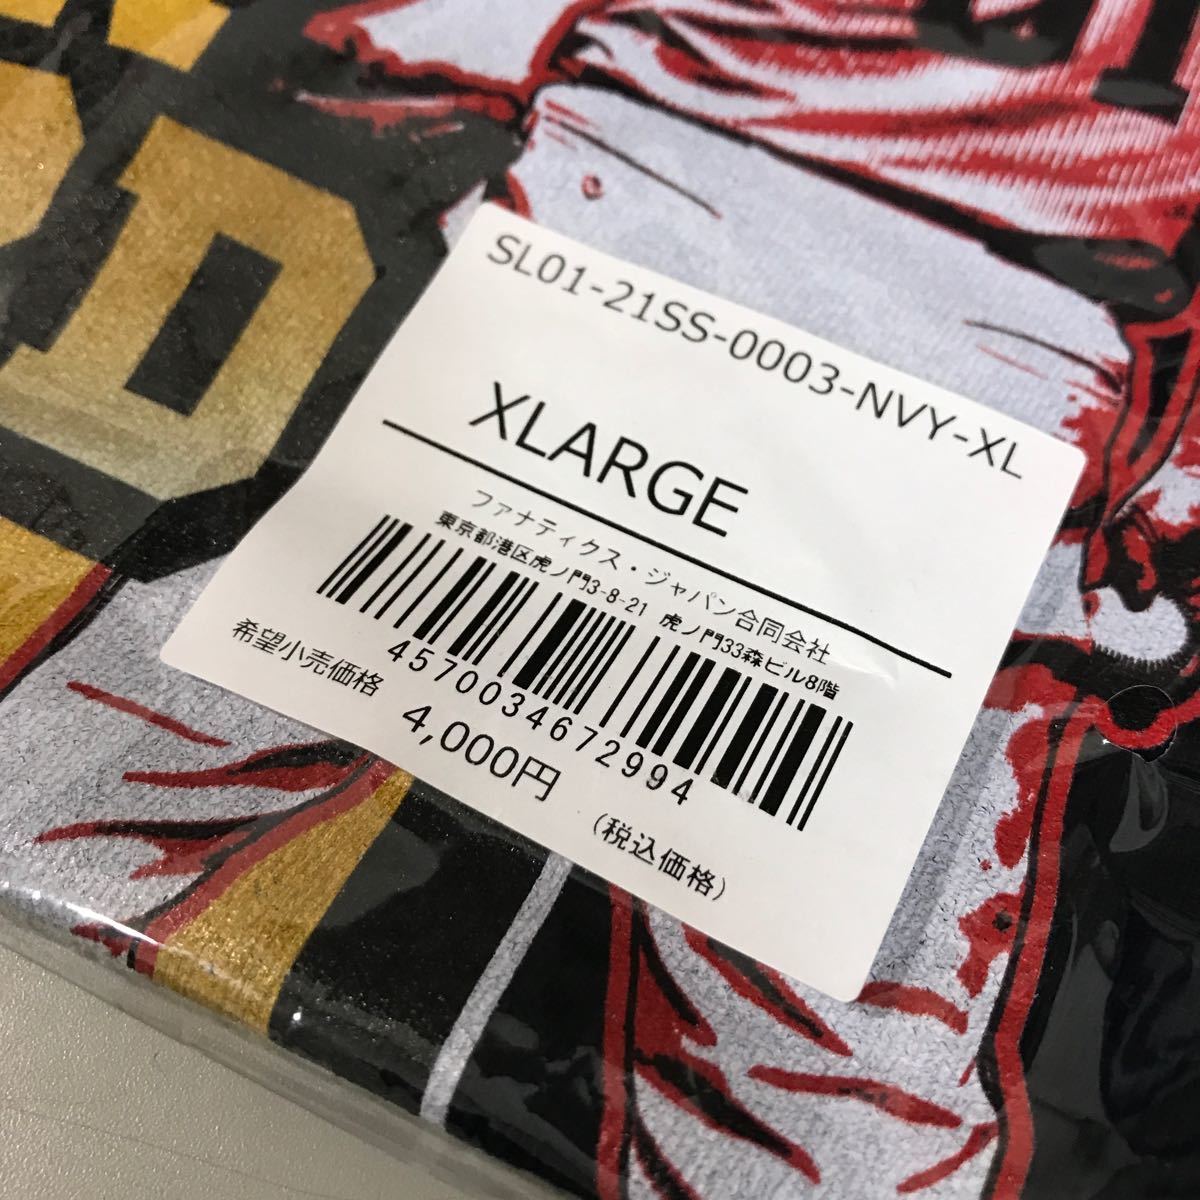 SL01-21SS-0003-NVY-XL
XLARGE
ファナティクス・ジャパン合同会社
東京都港区虎ノ門3-8-21 虎ノ門33森ビル8階
4570034672994
希望小売価格 4,000円
(税込価格)